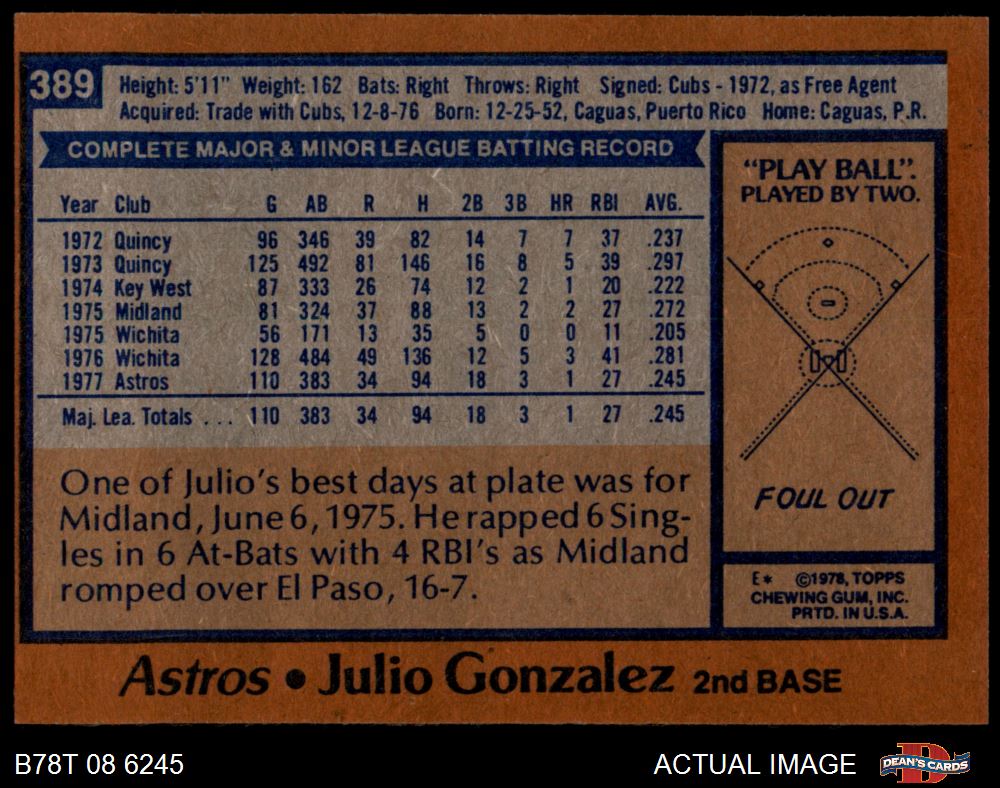 389
Height: 5'11" Weight: 162 Bats: Right Throws: Right Signed: Cubs - 1972, as Free Agent
Acquired: Trade with Cubs, 12-8-76 Born: 12-25-52, Caguas, Puerto Rico Home: Caguas, P.R.
COMPLETE MAJOR & MINOR LEAGUE BATTING RECORD
Year Club G AB R H 2B 3B HR RBI AVG.
1972 Quincy 96 346 39 82 14 7 7 37 .237
1973 Quincy 125 492 81 146 16 8 5 39 .297
1974 Key West 87 333 26 74 12 2 1 20 .222
1975 Midland 81 324 37 88 13 2 2 27 .272
1975 Wichita 56 171 13 35 5 0 0 11 .205
1976 Wichita 128 484 49 136 12 5 3 41 .281
1977 Astros 110 383 34 94 18 3 1 27 .245
Maj. Lea. Totals . . . 110 383 34 94 18 3 1 27 .245
One of Julio's best days at plate was for
Midland, June 6, 1975. He rapped 6 Sing-
les in 6 At-Bats with 4 RBI's as Midland
romped over El Paso, 16-7.
"PLAY BALL".
PLAYED BY TWO.
FOUL OUT
E* ©1978, TOPPS
CHEWING GUM, INC.
PRTD. IN U.S.A.
Astros • Julio Gonzalez 2nd BASE
B78T 08 6245
ACTUAL IMAGE
DEAN'S CARDS